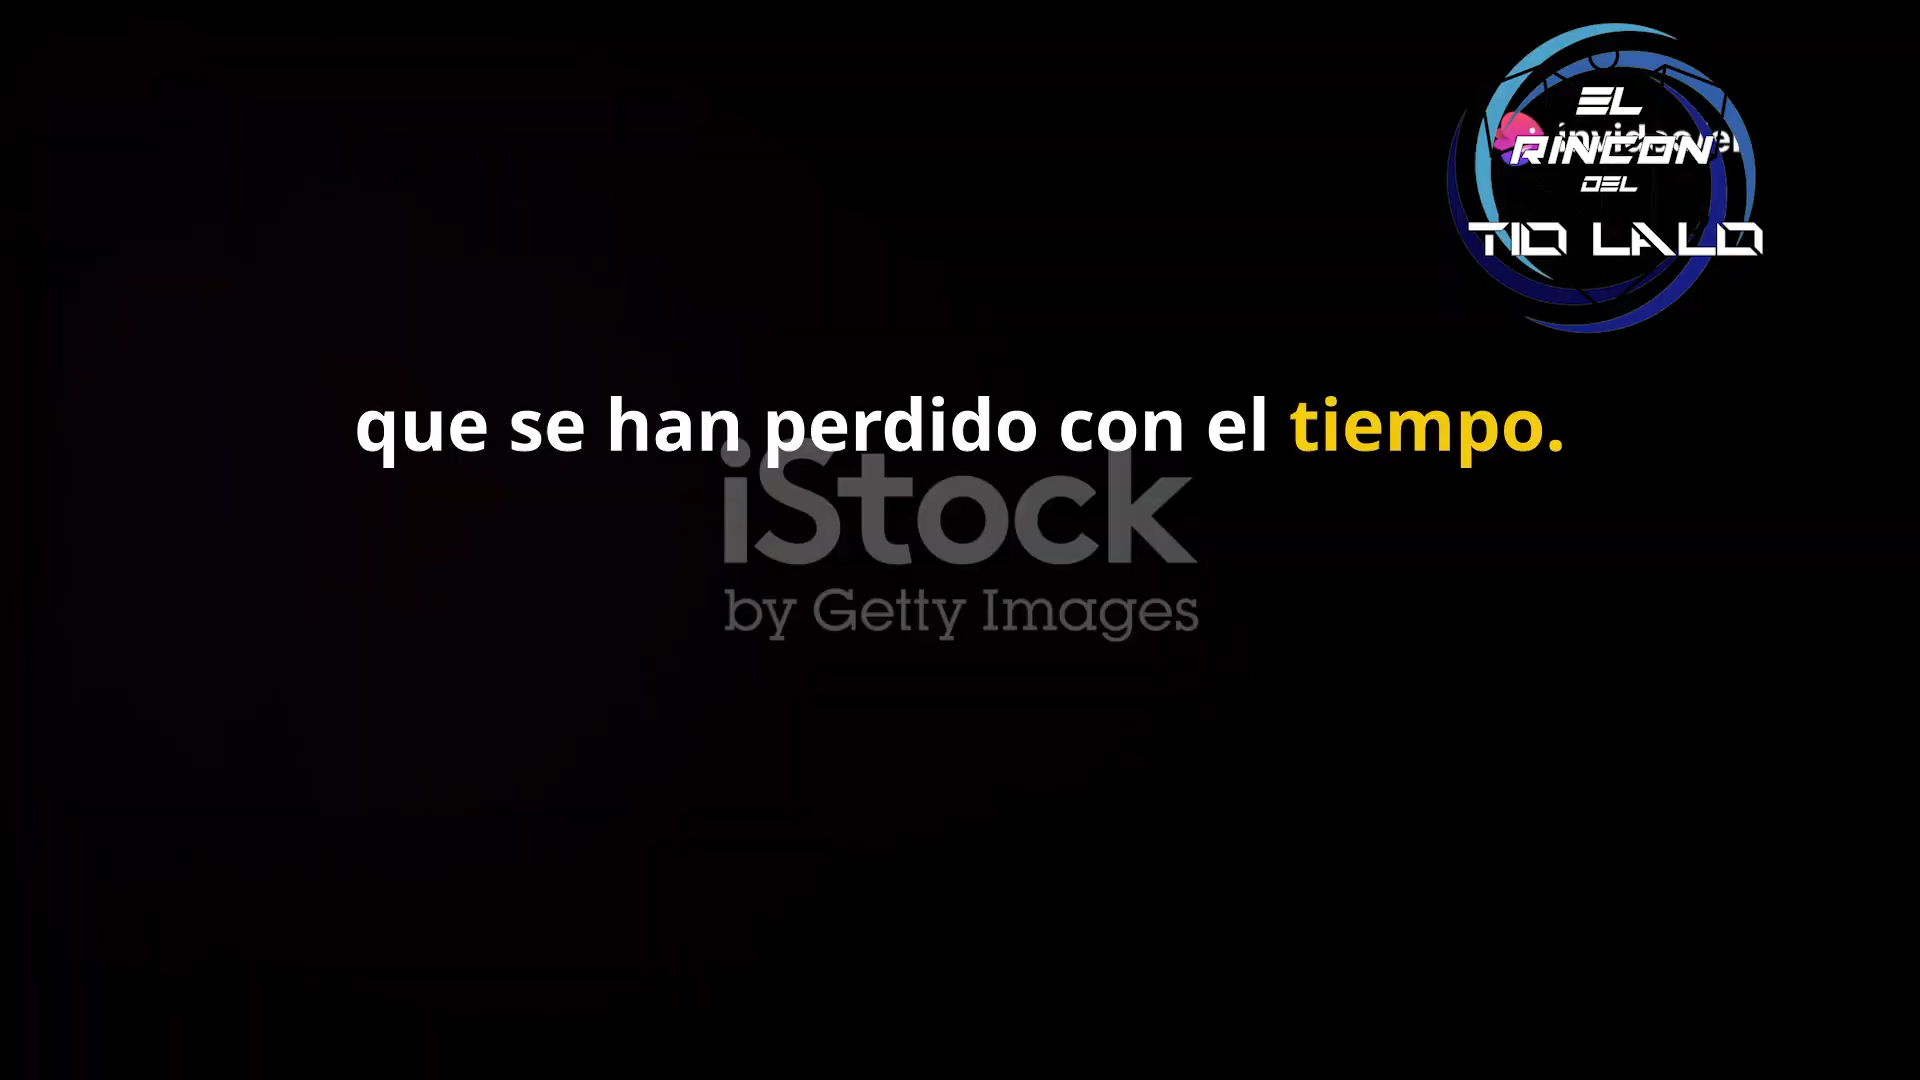 EL
RINCON
DEL
TIO LALO
que se han perdido con el tiempo.
iStock
by Getty Images